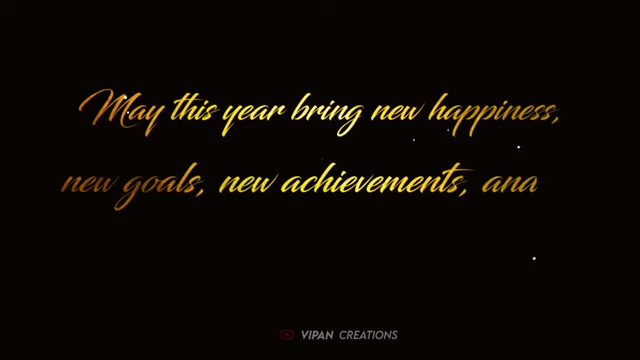 May this year bring new happiness,
new goals, new achievements, and
VIPAN CREATIONS